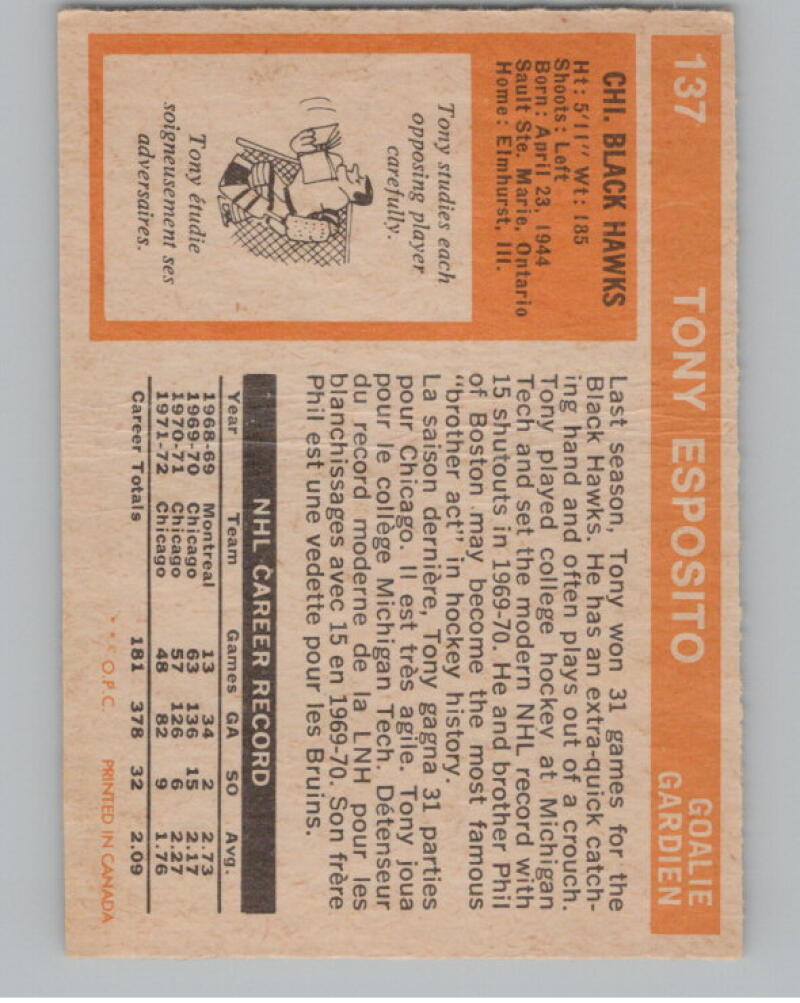 137 TONY ESPOSITO GOALIE
GARDIEN
CHI. BLACK HAWKS
Ht: 5'11" Wt: 185
Shoots: Left
Born: April 23, 1944
Sault Ste. Marie, Ontario
Home: Elmhurst, Ill.
Tony studies each
opposing player
carefully.
Tony étudie
soigneusement ses
adversaires.
Last season, Tony won 31 games for the
Black Hawks. He has an extra-quick catch-
ing hand and often plays out of a crouch.
Tony played college hockey at Michigan
Tech and set the modern NHL record with
15 shutouts in 1969-70. He and brother Phil
of Boston may become the most famous
"brother act" in hockey history.
La saison dernière, Tony gagna 31 parties
pour Chicago. Il est très agile. Tony joua
pour le collège Michigan Tech. Détenseur
du record moderne de la LNH pour les
blanchissages avec 15 en 1969-70. Son frère
Phil est une vedette pour les Bruins.
NHL CAREER RECORD
Year Team Games GA SO Avg.
1968-69 Montreal 13 34 2 2.73
1969-70 Chicago 63 136 15 2.17
1970-71 Chicago 57 126 6 2.27
1971-72 Chicago 48 82 9 1.76
Career Totals 181 378 32 2.09
* * © O.P.C. PRINTED IN CANADA